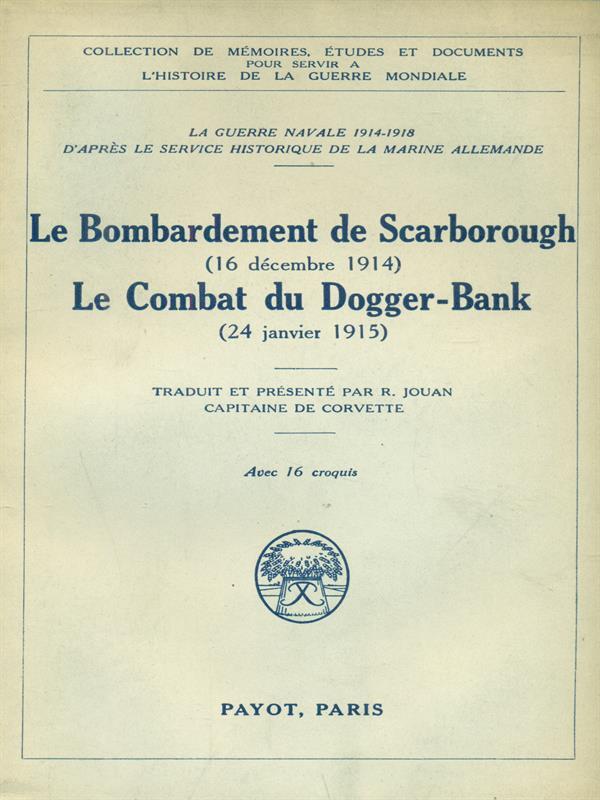 COLLECTION DE MÉMOIRES, ÉTUDES ET DOCUMENTS
POUR SERVIR A
L'HISTOIRE DE LA GUERRE MONDIALE
LA GUERRE NAVALE 1914-1918
D'APRÈS LE SERVICE HISTORIQUE DE LA MARINE ALLEMANDE
Le Bombardement de Scarborough
(16 décembre 1914)
Le Combat du Dogger-Bank
(24 janvier 1915)
TRADUIT ET PRÉSENTÉ PAR R. JOUAN
CAPITAINE DE CORVETTE
Avec 16 croquis
PAYOT, PARIS